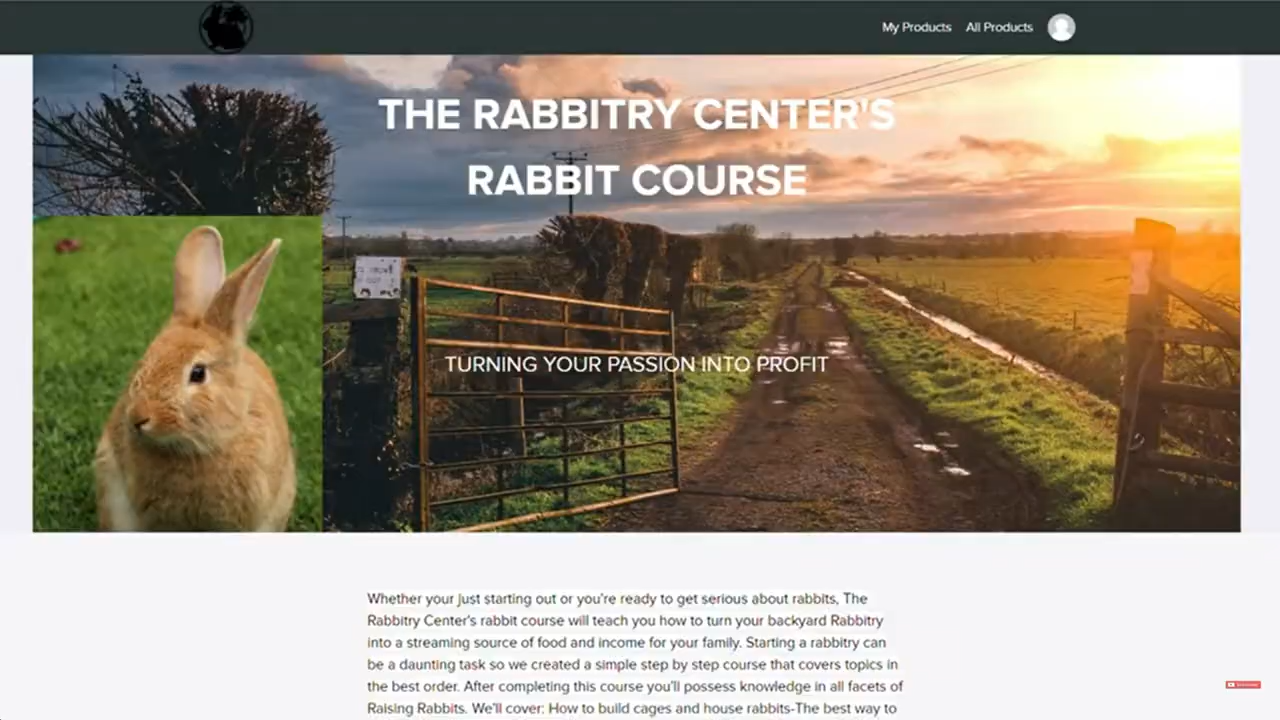 My Products All Products
THE RABBITRY CENTER'S
RABBIT COURSE
TURNING YOUR PASSION INTO PROFIT
Whether your just starting out or you're ready to get serious about rabbits, The
Rabbitry Center's rabbit course will teach you how to turn your backyard Rabbitry
into a streaming source of food and income for your family. Starting a rabbitry can
be a daunting task so we created a simple step by step course that covers topics in
the best order. After completing this course you'll possess knowledge in all facets of
Raising Rabbits. We'll cover: How to build cages and house rabbits-The best way to